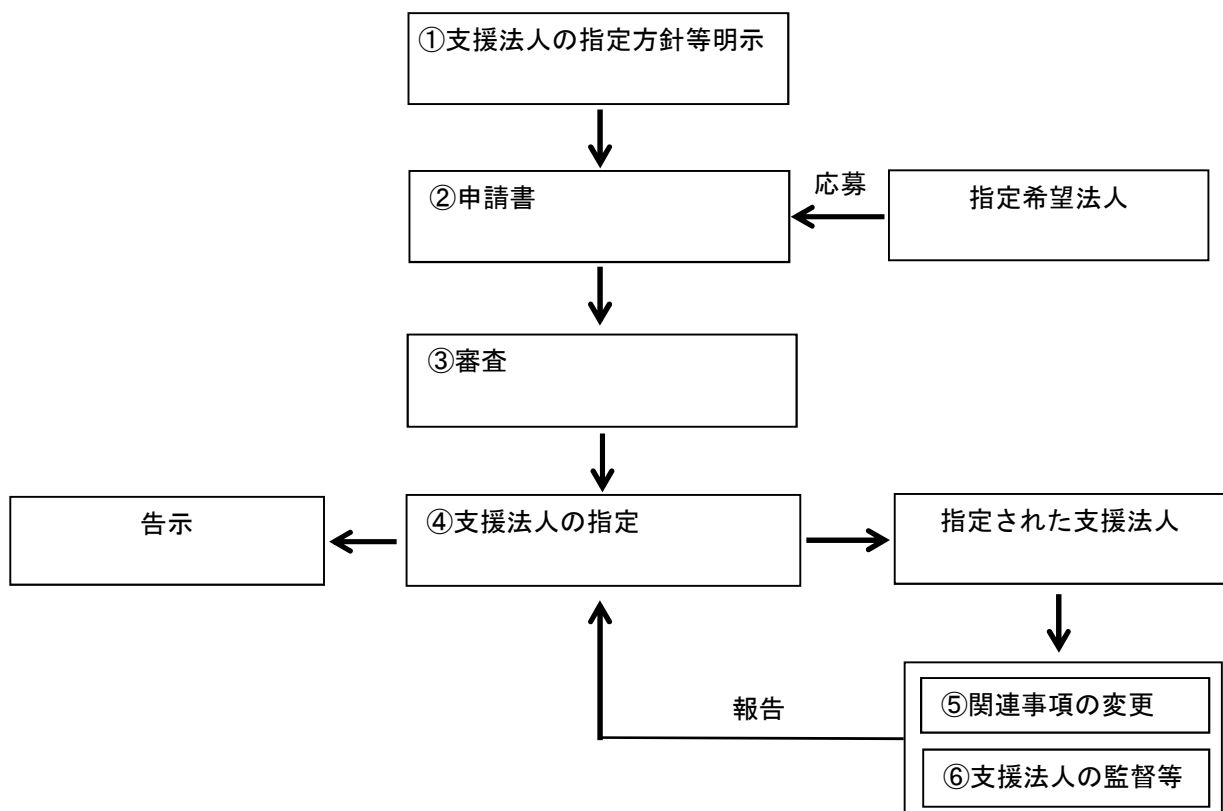 ①支援法人の指定方針等明示
②申請書
応募
指定希望法人
③審査
告示
④支援法人の指定
指定された支援法人
報告
⑤関連事項の変更
⑥支援法人の監督等